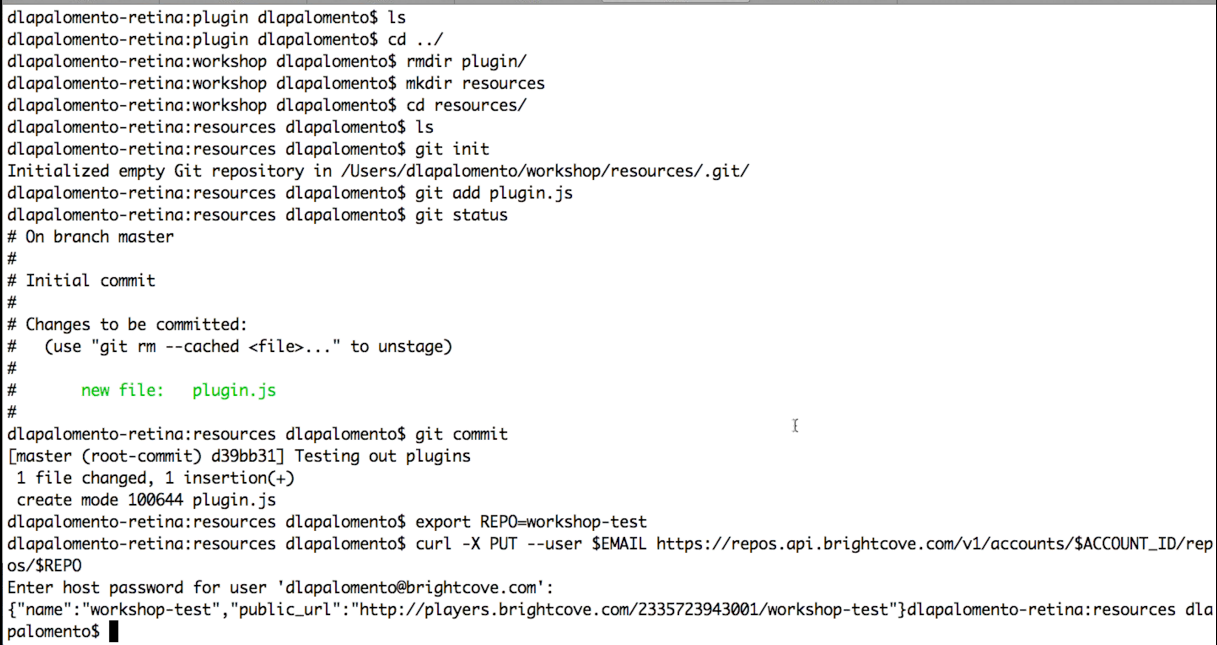 dlapalomento-retina:plugin dlapalomento$ ls
dlapalomento-retina:plugin dlapalomento$ cd ../
dlapalomento-retina:workshop dlapalomento$ rmdir plugin/
dlapalomento-retina:workshop dlapalomento$ mkdir resources
dlapalomento-retina:workshop dlapalomento$ cd resources/
dlapalomento-retina:resources dlapalomento$ ls
dlapalomento-retina:resources dlapalomento$ git init
Initialized empty Git repository in /Users/dlapalomento/workshop/resources/.git/
dlapalomento-retina:resources dlapalomento$ git add plugin.js
dlapalomento-retina:resources dlapalomento$ git status
# On branch master
#
# Initial commit
#
# Changes to be committed:
#   (use "git rm --cached <file>..." to unstage)
#
#       new file:   plugin.js
#
dlapalomento-retina:resources dlapalomento$ git commit
[master (root-commit) d39bb31] Testing out plugins
 1 file changed, 1 insertion(+)
 create mode 100644 plugin.js
dlapalomento-retina:resources dlapalomento$ export REPO=workshop-test
dlapalomento-retina:resources dlapalomento$ curl -X PUT --user $EMAIL https://repos.api.brightcove.com/v1/accounts/$ACCOUNT_ID/rep
os/$REPO
Enter host password for user 'dlapalomento@brightcove.com':
{"name":"workshop-test","public_url":"http://players.brightcove.com/2335723943001/workshop-test"}dlapalomento-retina:resources dla
palomento$